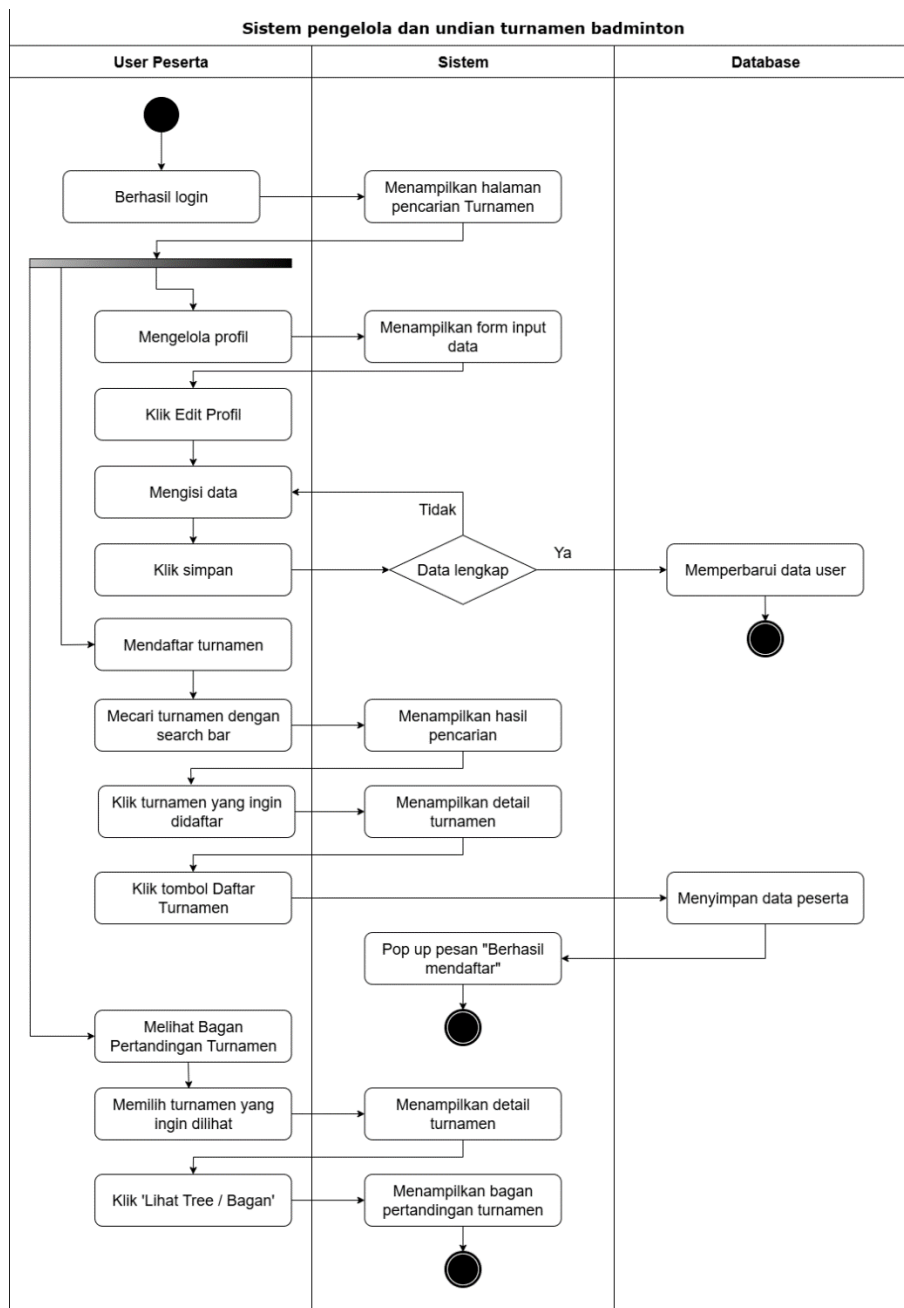 Sistem pengelola dan undian turnamen badminton
User Peserta
Sistem
Database
Berhasil login
Menampilkan halaman
pencarian Turnamen
Mengelola profil
Menampilkan form input
data
Klik Edit Profil
Mengisi data
Tidak
Klik simpan
Data lengkap
Ya
Memperbarui data user
Mendaftar turnamen
Mecari turnamen dengan
search bar
Menampilkan hasil
pencarian
Klik turnamen yang ingin
didaftar
Menampilkan detail
turnamen
Klik tombol Daftar
Turnamen
Menyimpan data peserta
Pop up pesan "Berhasil
mendaftar"
Melihat Bagan
Pertandingan Turnamen
Memilih turnamen yang
ingin dilihat
Menampilkan detail
turnamen
Klik 'Lihat Tree / Bagan'
Menampilkan bagan
pertandingan turnamen